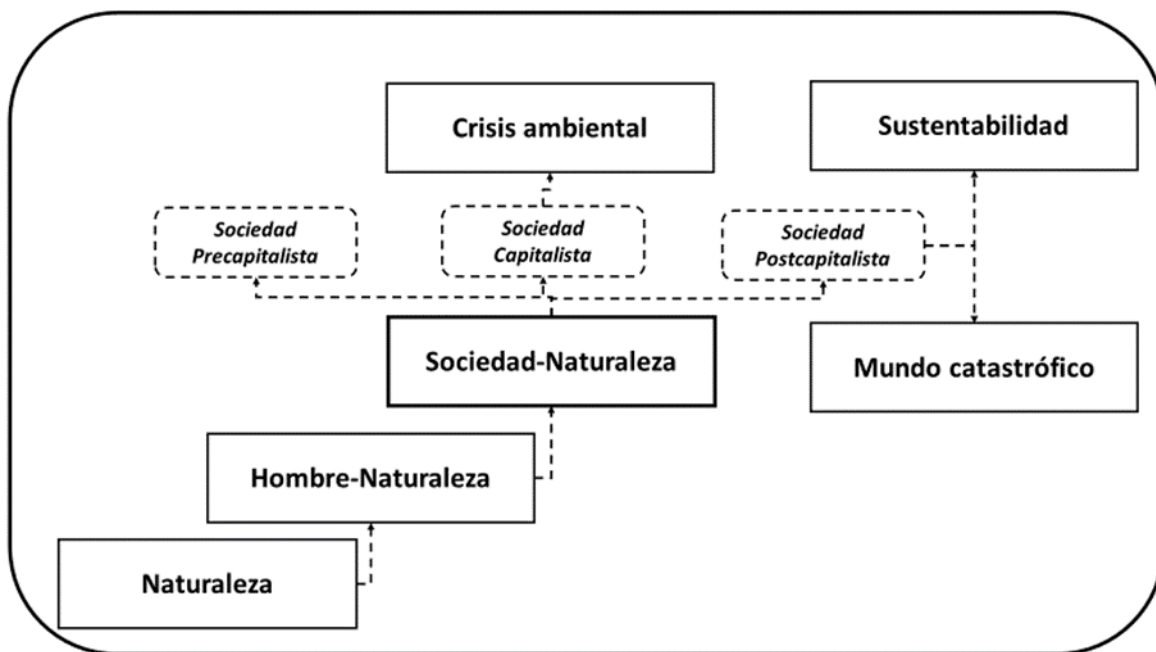 Crisis ambiental
Sustentabilidad
Sociedad
Precapitalista
Sociedad
Capitalista
Sociedad
Postcapitalista
Sociedad-Naturaleza
Mundo catastrófico
Hombre-Naturaleza
Naturaleza